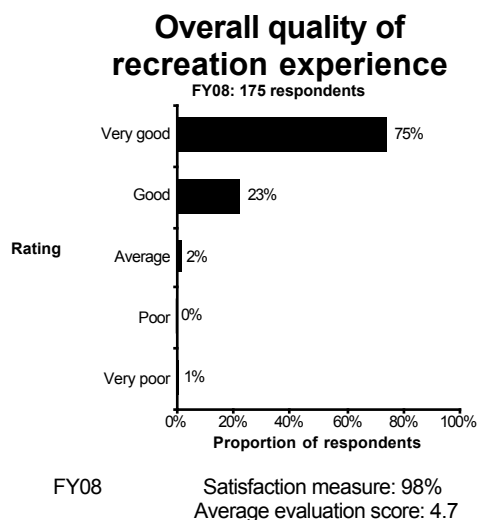 Overall quality of
recreation experience
FY08: 175 respondents
Very good 75%
Good 23%
Rating
Average 2%
Poor 0%
Very poor 1%
0% 20% 40% 60% 80% 100%
Proportion of respondents
FY08 Satisfaction measure: 98%
Average evaluation score: 4.7